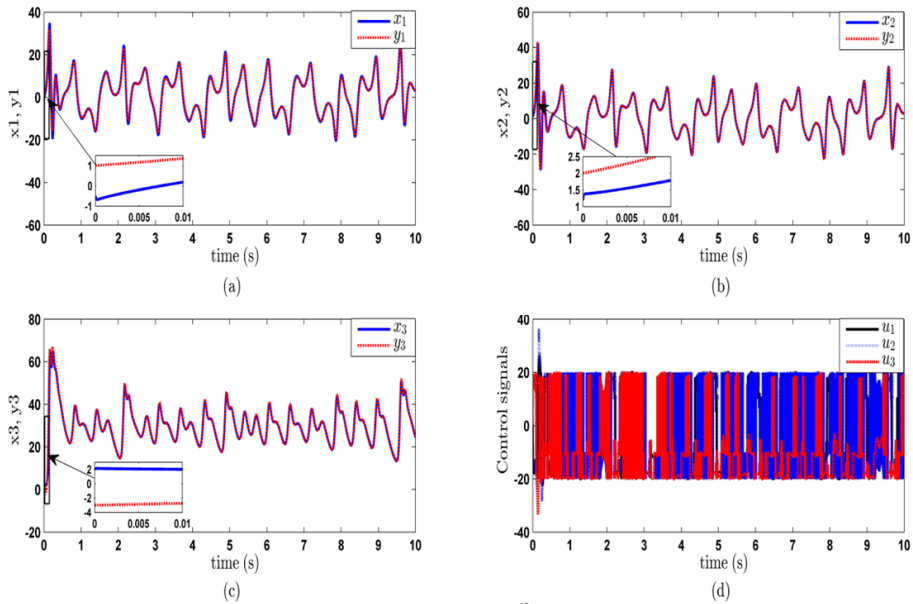 40
20
0
-20
-40
-60
x1, y1
x1
y1
1
0
-1
0 0.005 0.01
0 1 2 3 4 5 6 7 8 9 10
time (s)
(a)
60
40
20
0
-20
-40
-60
x2, y2
x2
y2
2.5
2
1.5
1
0 0.005 0.01
0 1 2 3 4 5 6 7 8 9 10
time (s)
(b)
80
60
40
20
0
-20
x3, y3
x3
y3
2
0
-2
-4
0 0.005 0.01
0 1 2 3 4 5 6 7 8 9 10
time (s)
(c)
40
20
0
-20
-40
Control signals
u1
u2
u3
0 1 2 3 4 5 6 7 8 9 10
time (s)
(d)